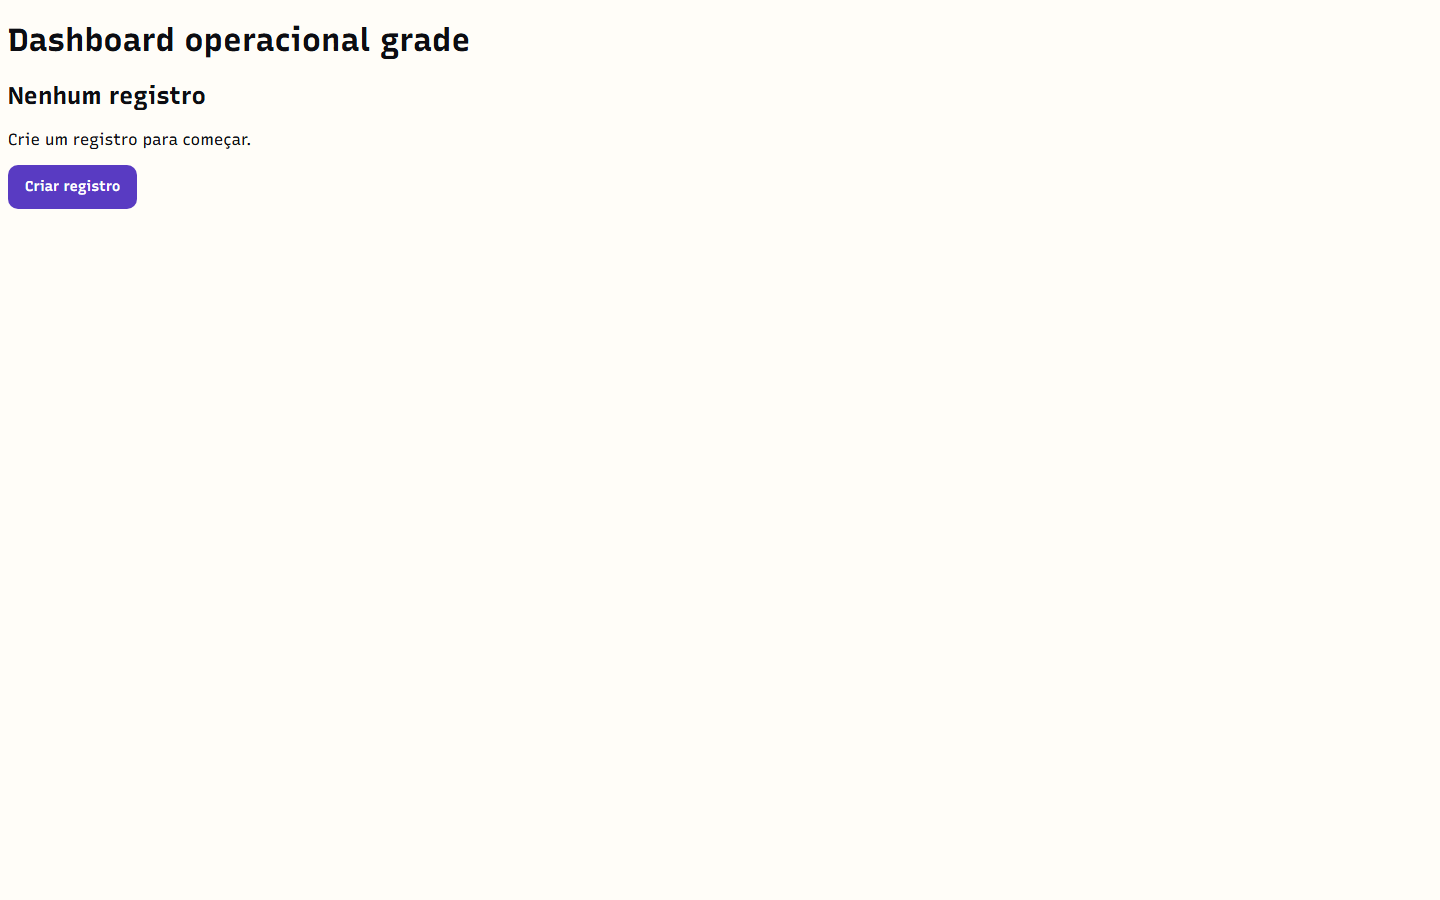 Dashboard operacional grade
Nenhum registro
Crie um registro para começar.
Criar registro